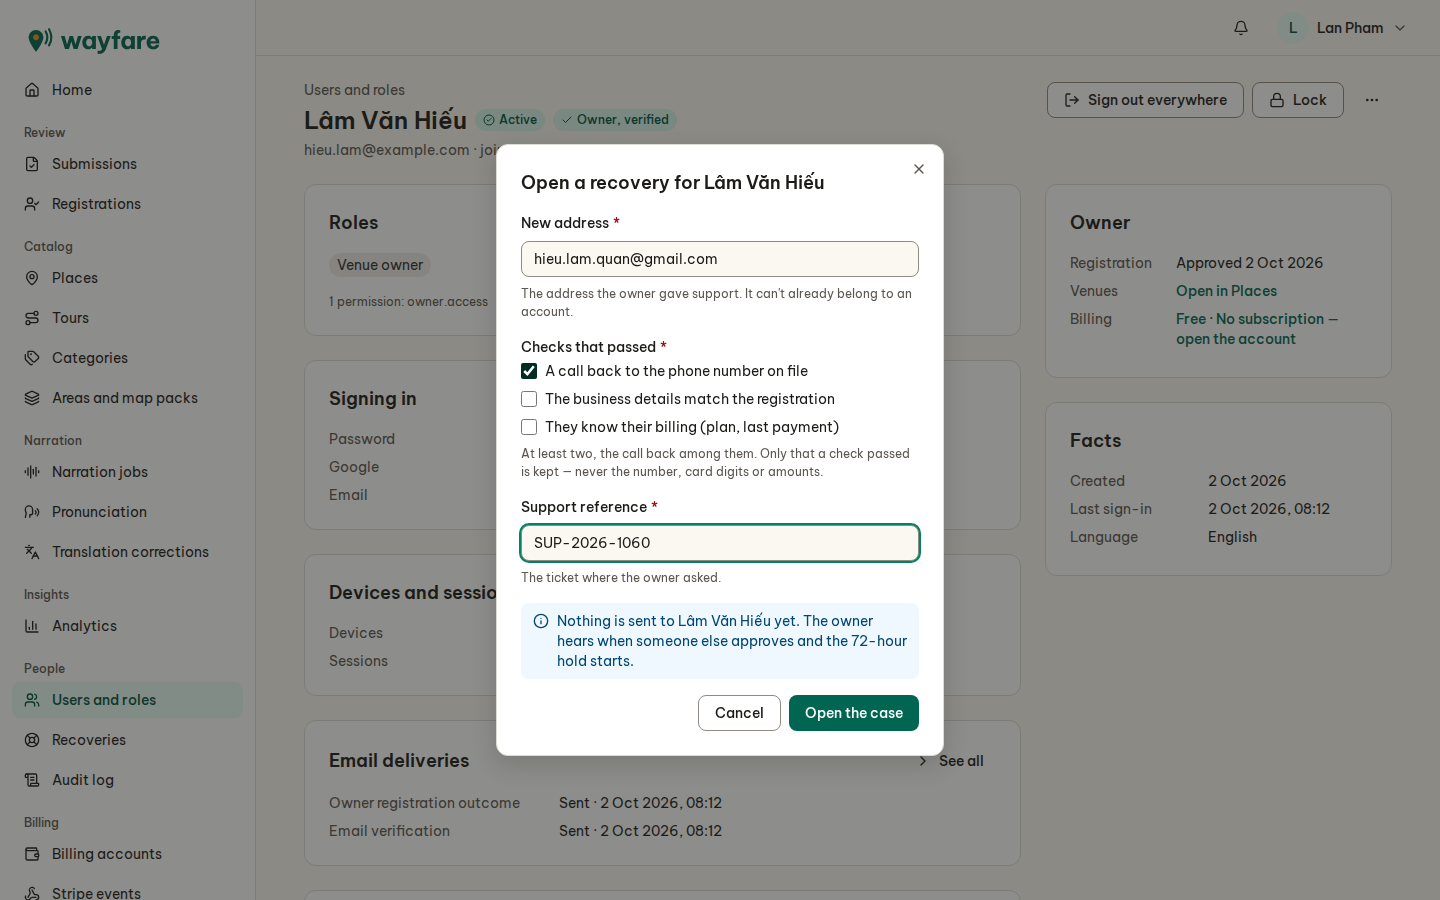 wayfare
Home
Review
Submissions
Registrations
Catalog
Places
Tours
Categories
Areas and map packs
Narration
Narration jobs
Pronunciation
Translation corrections
Insights
Analytics
People
Users and roles
Recoveries
Audit log
Billing
Billing accounts
Stripe events
L
Lan Pham
Users and roles
Lâm Văn Hiếu
Active
Owner, verified
hieu.lam@example.com · joi
Sign out everywhere
Lock
Roles
Venue owner
1 permission: owner.access
Signing in
Password
Google
Email
Devices and sessio
Devices
Sessions
Email deliveries
See all
Owner registration outcome
Sent · 2 Oct 2026, 08:12
Email verification
Sent · 2 Oct 2026, 08:12
Owner
Registration
Approved 2 Oct 2026
Venues
Open in Places
Billing
Free · No subscription —
open the account
Facts
Created
2 Oct 2026
Last sign-in
2 Oct 2026, 08:12
Language
English
Open a recovery for Lâm Văn Hiếu
New address *
hieu.lam.quan@gmail.com
The address the owner gave support. It can't already belong to an
account.
Checks that passed *
A call back to the phone number on file
The business details match the registration
They know their billing (plan, last payment)
At least two, the call back among them. Only that a check passed
is kept — never the number, card digits or amounts.
Support reference *
SUP-2026-1060
The ticket where the owner asked.
Nothing is sent to Lâm Văn Hiếu yet. The owner
hears when someone else approves and the 72-hour
hold starts.
Cancel
Open the case